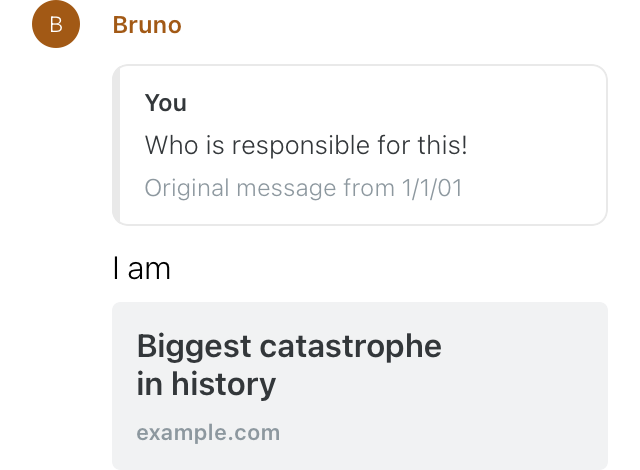 B
Bruno
You
Who is responsible for this!
Original message from 1/1/01
I am
Biggest catastrophe
in history
example.com